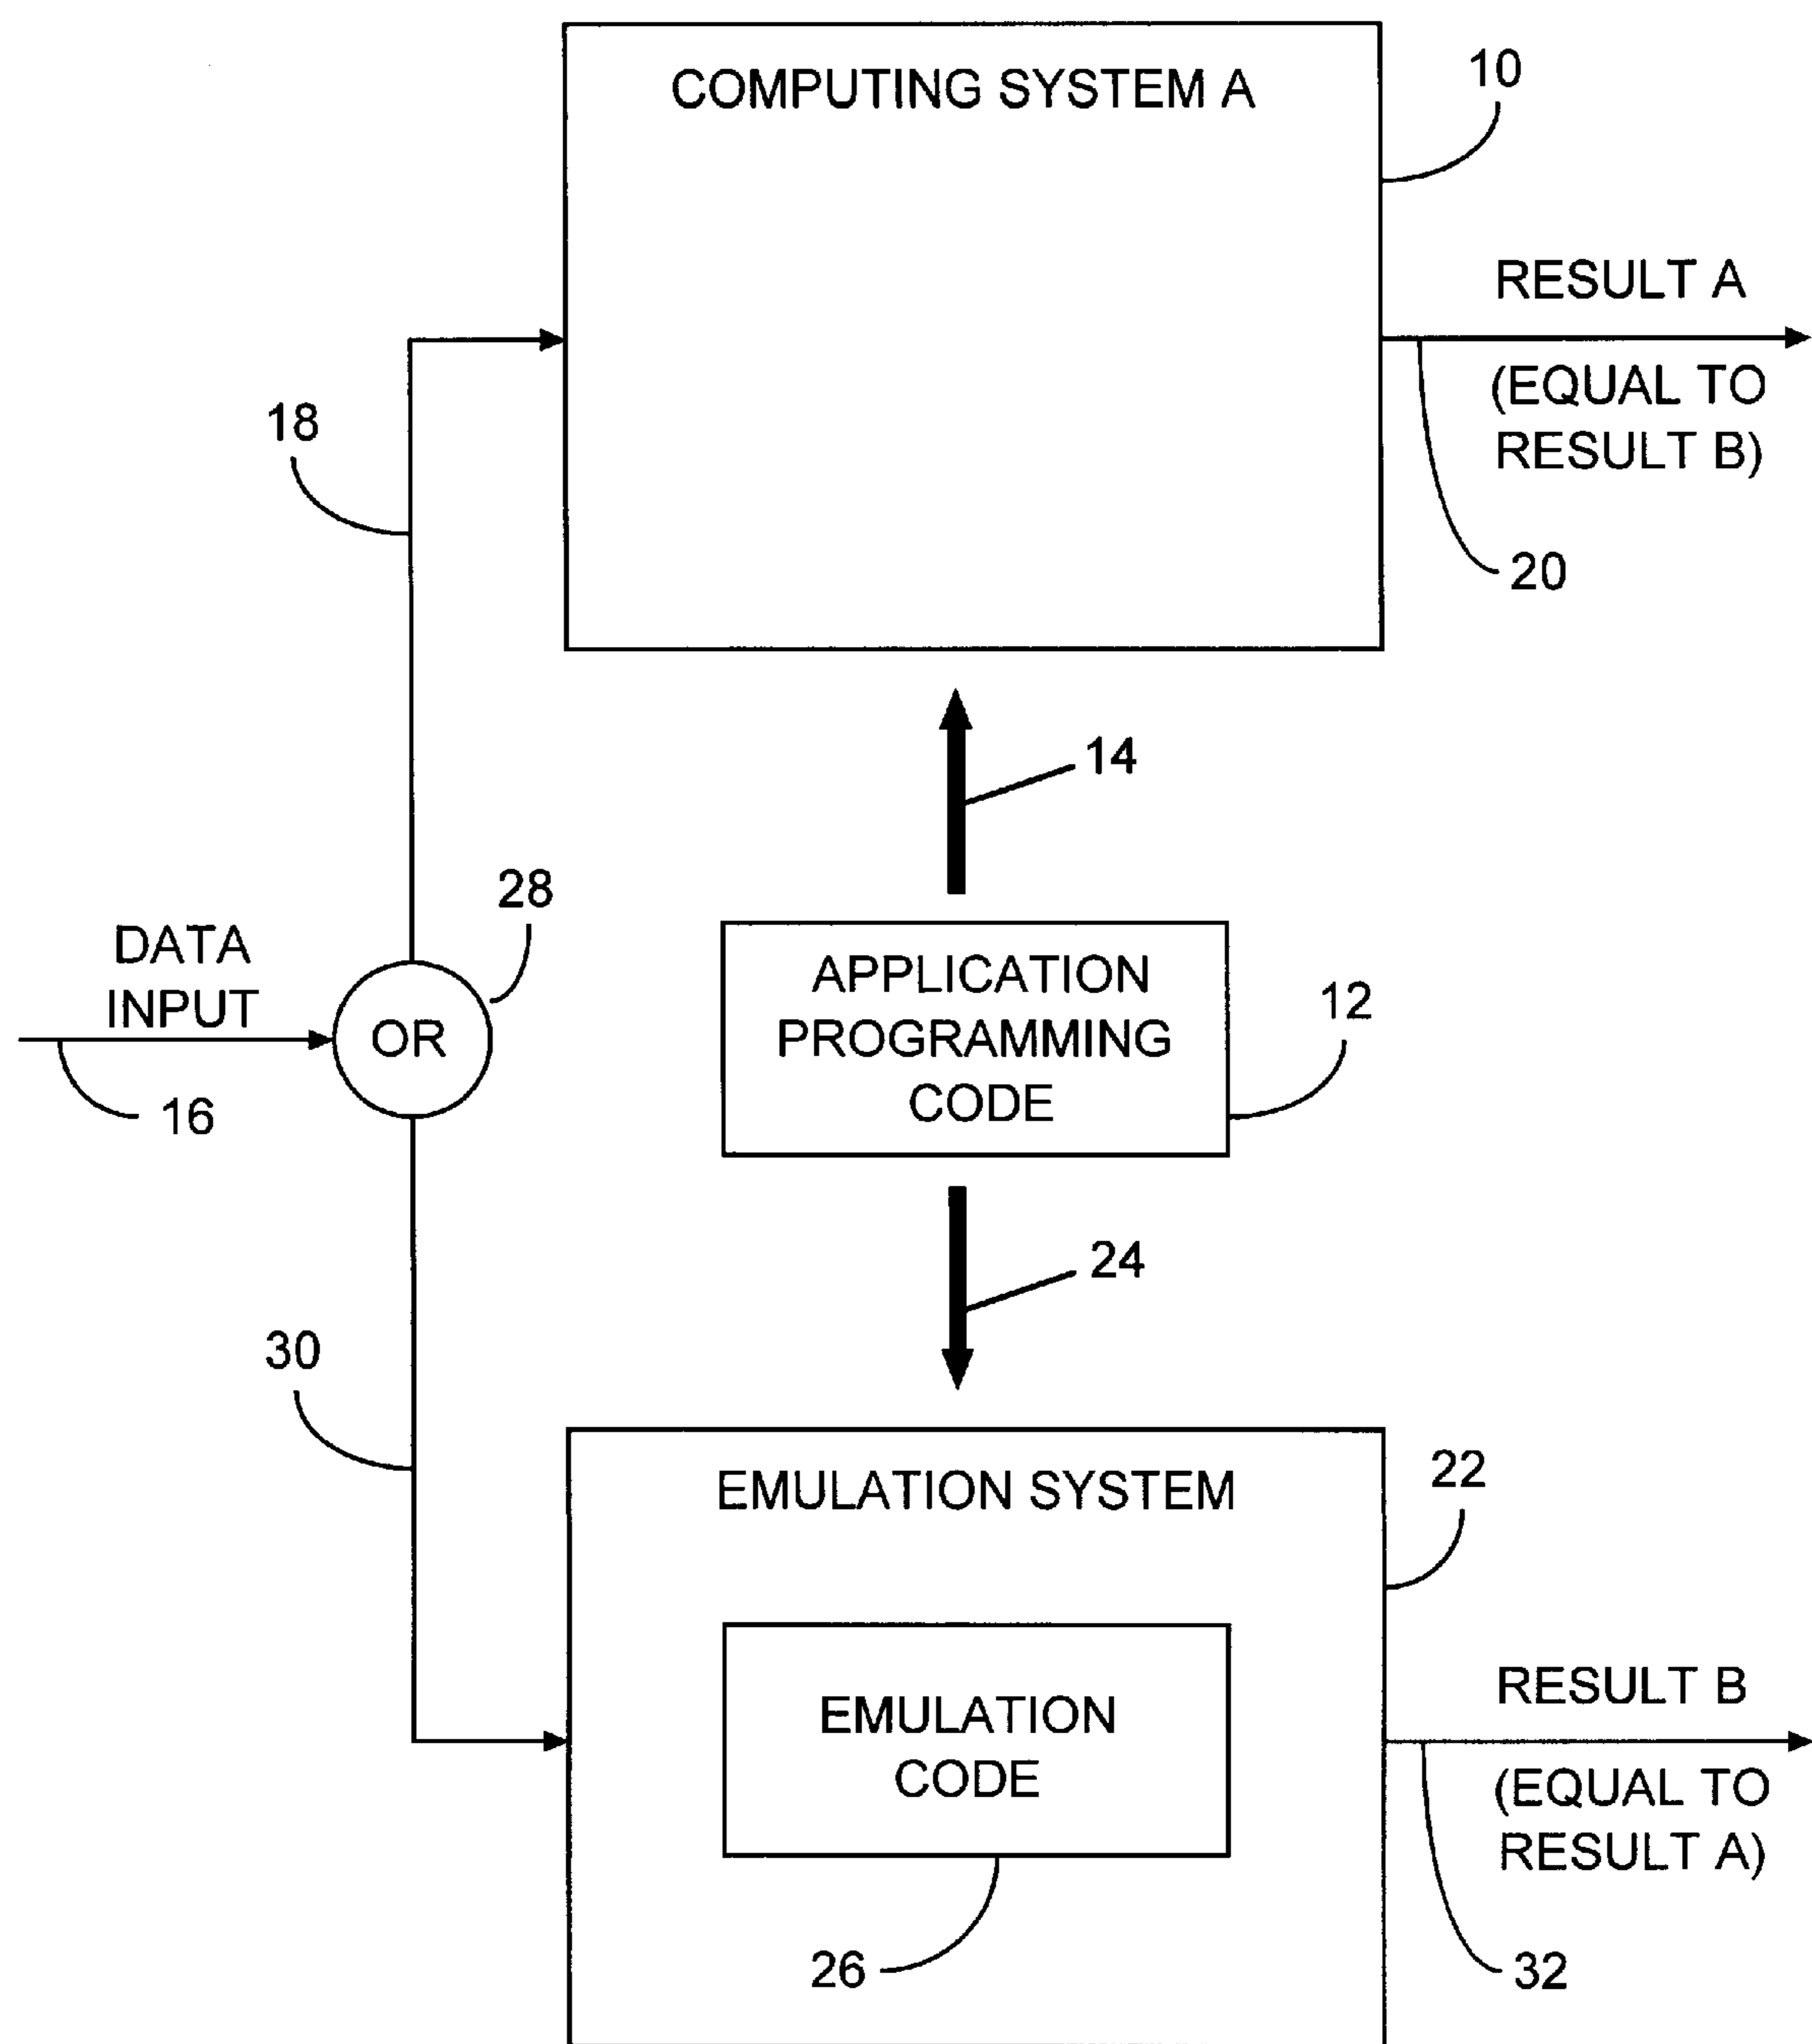 COMPUTING SYSTEM A
10
RESULT A
(EQUAL TO
RESULT B)
18
20
14
28
DATA
INPUT
OR
APPLICATION
PROGRAMMING
CODE
12
16
24
30
EMULATION SYSTEM
22
EMULATION
CODE
RESULT B
(EQUAL TO
RESULT A)
26
32